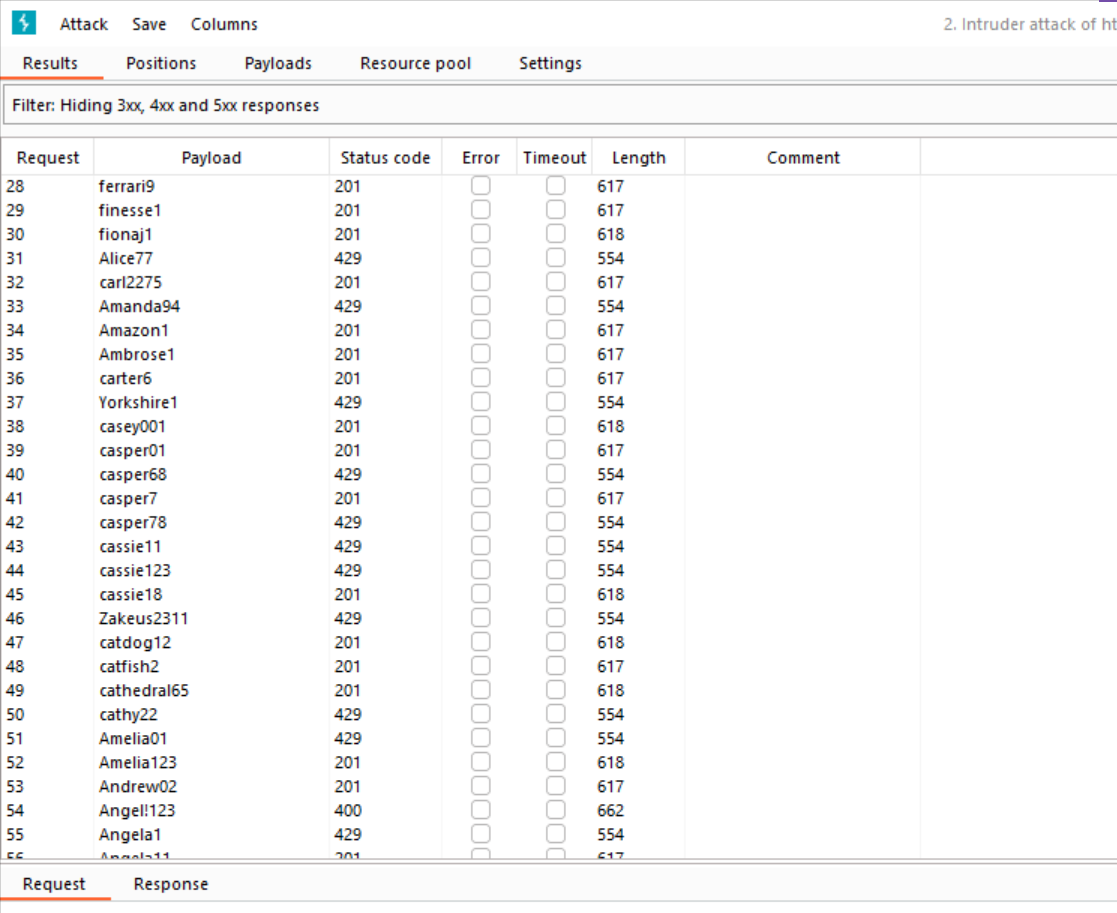 Attack Save Columns 2. Intruder attack of ht
Results Positions Payloads Resource pool Settings
Filter: Hiding 3xx, 4xx and 5xx responses
Request Payload Status code Error Timeout Length Comment
28 ferrari9 201 617
29 finesse1 201 617
30 fionaj1 201 618
31 Alice77 429 554
32 carl2275 201 617
33 Amanda94 429 554
34 Amazon1 201 617
35 Ambrose1 201 617
36 carter6 201 617
37 Yorkshire1 429 554
38 casey001 201 618
39 casper01 201 617
40 casper68 429 554
41 casper7 201 617
42 casper78 429 554
43 cassie11 429 554
44 cassie123 429 554
45 cassie18 201 618
46 Zakeus2311 429 554
47 catdog12 201 618
48 catfish2 201 617
49 cathedral65 201 618
50 cathy22 429 554
51 Amelia01 429 554
52 Amelia123 201 618
53 Andrew02 201 617
54 Angel!123 400 662
55 Angela1 429 554
56 Angela11 201 617
Request Response